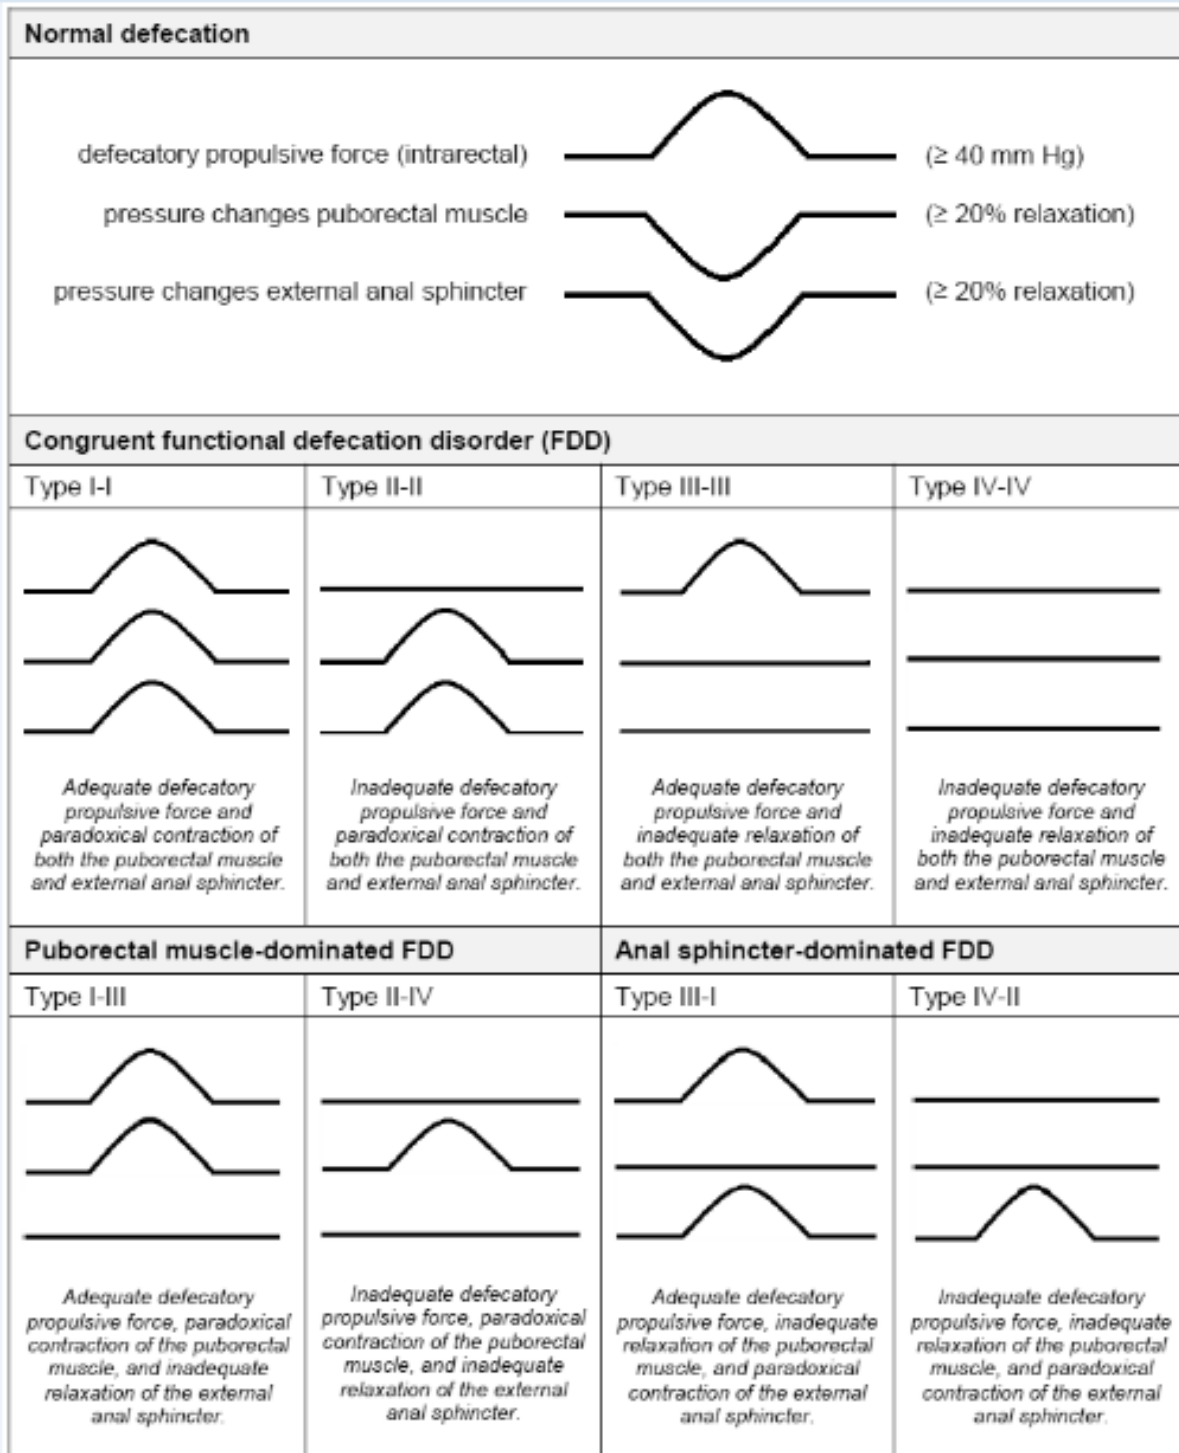 Normal defecation
defecatory propulsive force (intrarectal)
(≥ 40 mm Hg)
pressure changes puborectal muscle
(≥ 20% relaxation)
pressure changes external anal sphincter
(≥ 20% relaxation)
Congruent functional defecation disorder (FDD)
Type I-I
Adequate defecatory
propulsive force and
paradoxical contraction of
both the puborectal muscle
and external anal sphincter.
Type II-II
Inadequate defecatory
propulsive force and
paradoxical contraction of
both the puborectal muscle
and external anal sphincter.
Type III-III
Adequate defecatory
propulsive force and
inadequate relaxation of
both the puborectal muscle
and external anal sphincter.
Type IV-IV
Inadequate defecatory
propulsive force and
inadequate relaxation of
both the puborectal muscle
and external anal sphincter.
Puborectal muscle-dominated FDD
Type I-III
Adequate defecatory
propulsive force, paradoxical
contraction of the puborectal
muscle, and inadequate
relaxation of the external
anal sphincter.
Type II-IV
Inadequate defecatory
propulsive force, paradoxical
contraction of the puborectal
muscle, and inadequate
relaxation of the external
anal sphincter.
Anal sphincter-dominated FDD
Type III-I
Adequate defecatory
propulsive force, inadequate
relaxation of the puborectal
muscle, and paradoxical
contraction of the external
anal sphincter.
Type IV-II
Inadequate defecatory
propulsive force, inadequate
relaxation of the puborectal
muscle, and paradoxical
contraction of the external
anal sphincter.